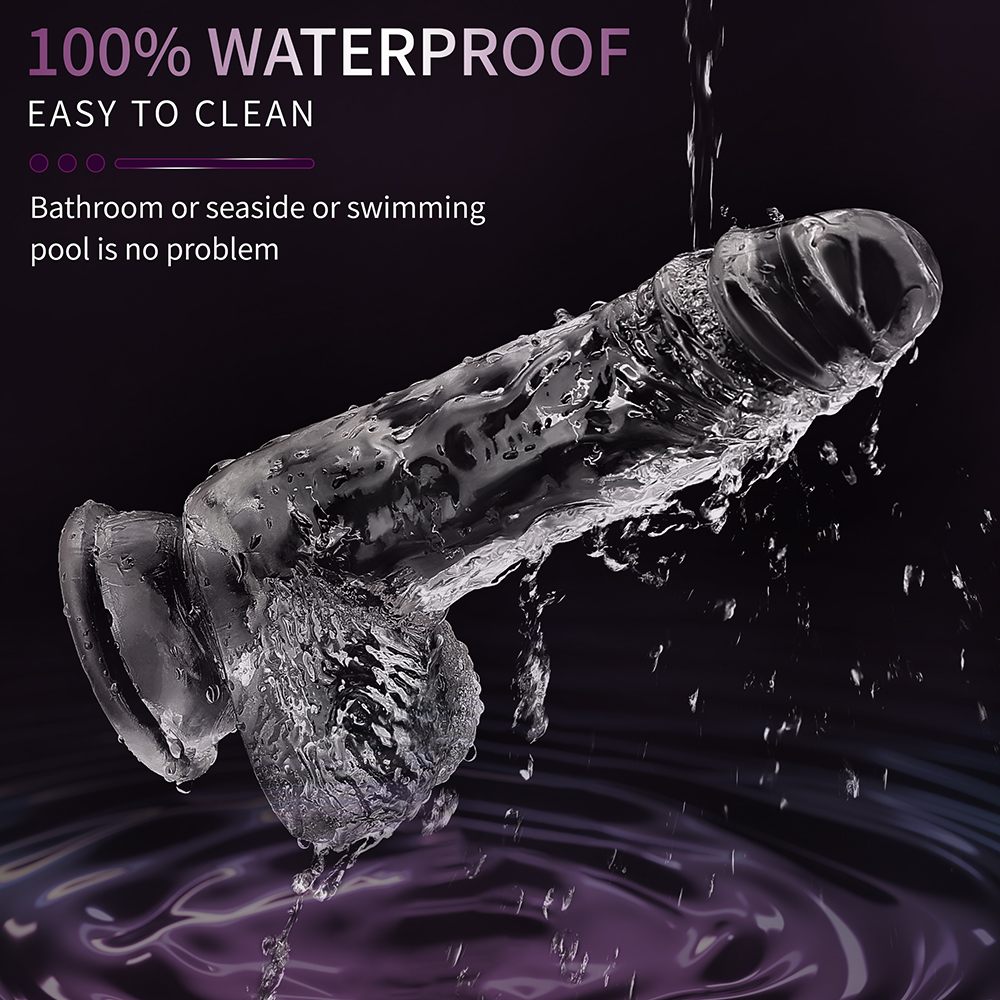 100% WATERPROOF
EASY TO CLEAN
Bathroom or seaside or swimming
pool is no problem